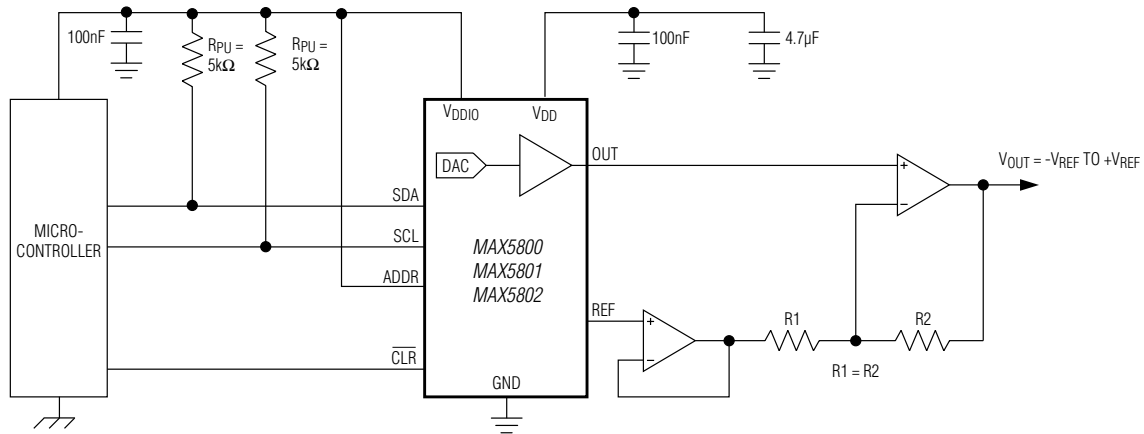 100nF
RPU =
5kΩ
RPU =
5kΩ
100nF
4.7µF
VDDIO
VDD
DAC
OUT
VOUT = -VREF TO +VREF
+
−
SDA
MICRO-
CONTROLLER
SCL
MAX5800
MAX5801
MAX5802
ADDR
REF
+
−
R1
R2
R1 = R2
CLR
GND